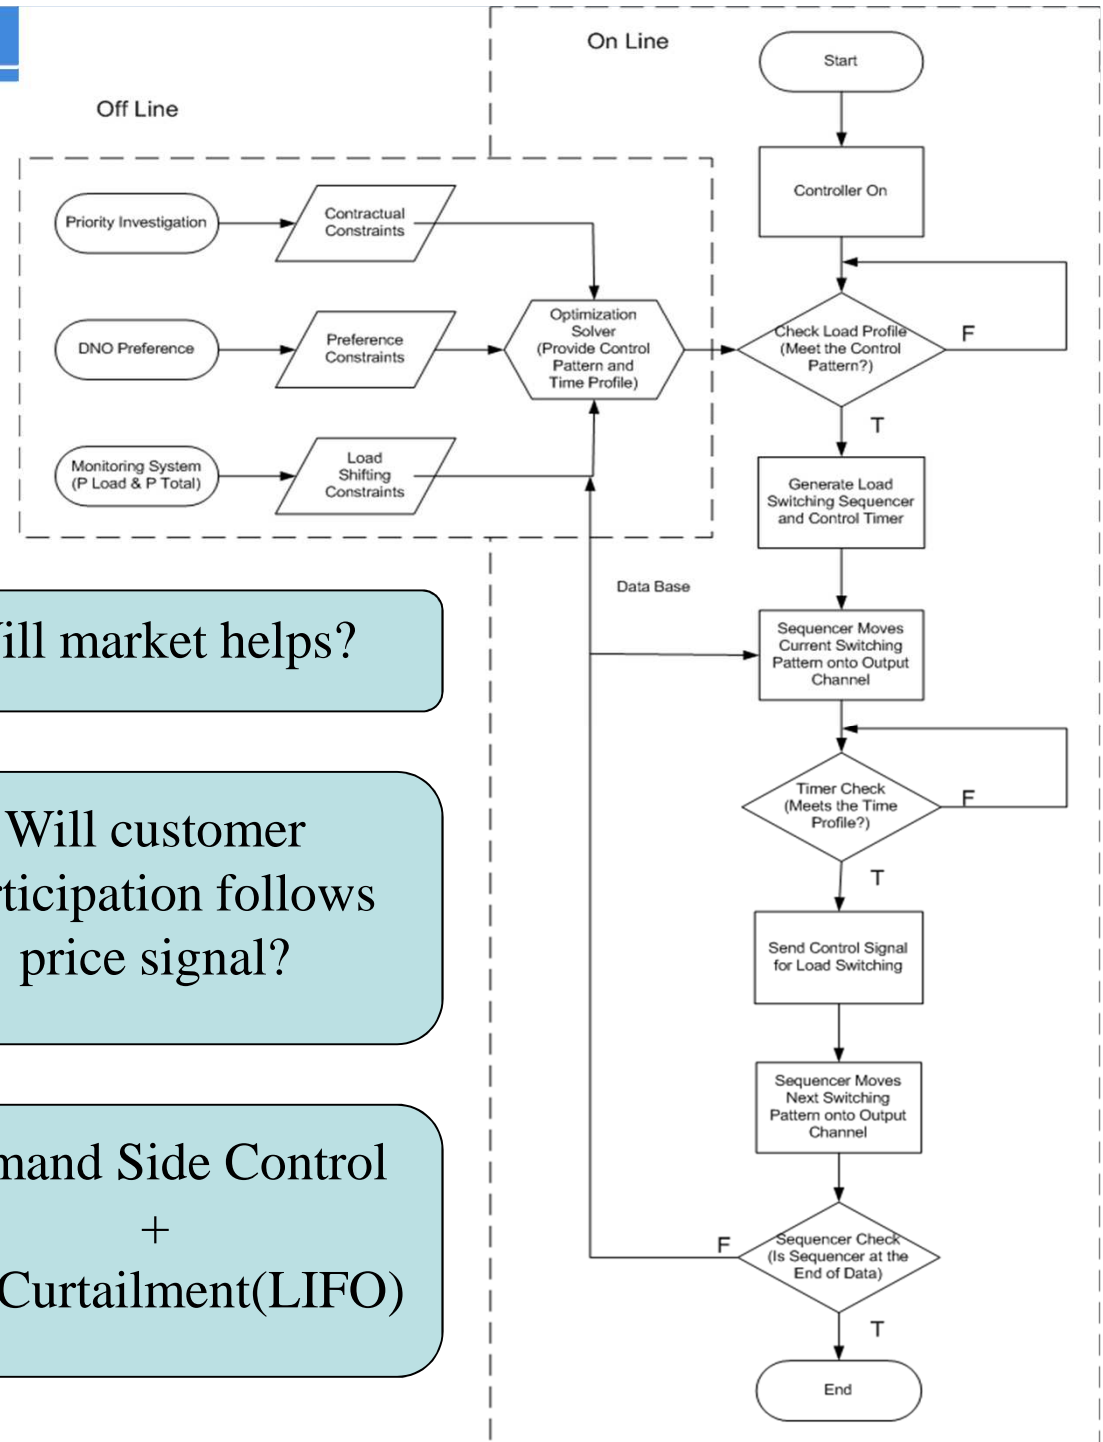 On Line
Start
Off Line
Controller On
Priority Investigation
Contractual
Constraints
DNO Preference
Preference
Constraints
Optimization
Solver
(Provide Control
Pattern and
Time Profile)
Check Load Profile
(Meet the Control
Pattern?)
F
T
Monitoring System
(P Load & P Total)
Load
Shifting
Constraints
Generate Load
Switching Sequencer
and Control Timer
Data Base
Sequencer Moves
Current Switching
Pattern onto Output
Channel
Timer Check
(Meets the Time
Profile?)
F
T
Send Control Signal
for Load Switching
Sequencer Moves
Next Switching
Pattern onto Output
Channel
F
Sequencer Check
(Is Sequencer at the
End of Data)
T
End
market helps?
Will customer
follows
price signal?
Side Control
+
Curtailment(LIFO)